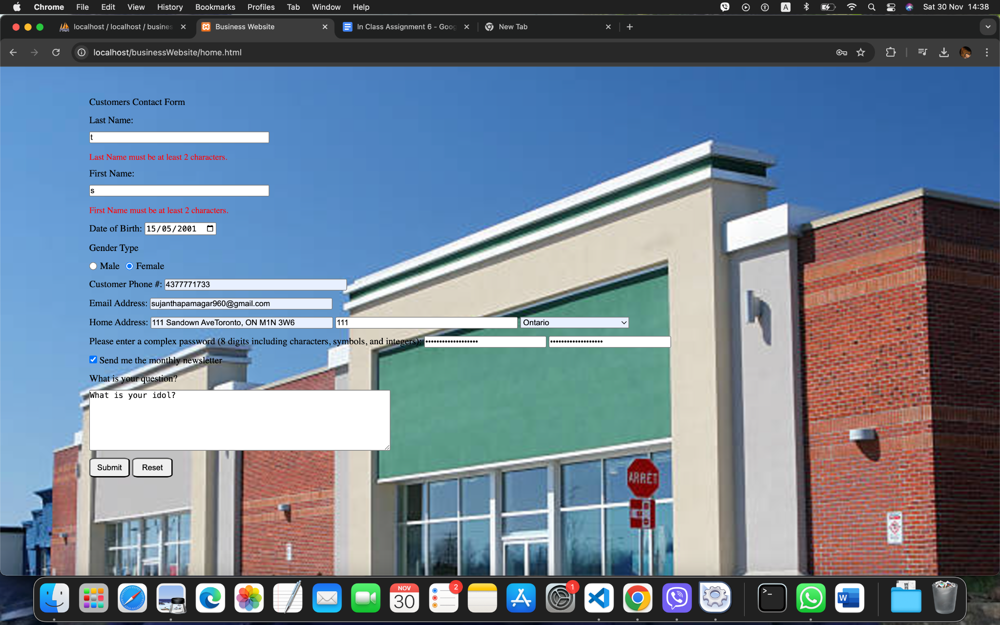 Chrome File Edit View History Bookmarks Profiles Tab Window Help A Sat 30 Nov 14:38
localhost / localhost / busines Business Website In Class Assignment 6 - Goog New Tab
localhost/businessWebsite/home.html
Customers Contact Form
Last Name:
t
Last Name must be at least 2 characters.
First Name:
s
First Name must be at least 2 characters.
Date of Birth: 15/05/2001
Gender Type
Male Female
Customer Phone #: 4377771733
Email Address: sujanthapamagar960@gmail.com
Home Address: 111 Sandown AveToronto, ON M1N 3W6 111 Ontario
Please enter a complex password (8 digits including characters, symbols, and integers): •••••••••••••••••• ••••••••••••••••••
Send me the monthly newsletter
What is your question?
What is your idol?
Submit Reset
ARRET
NOV
30
2
1
>_
W